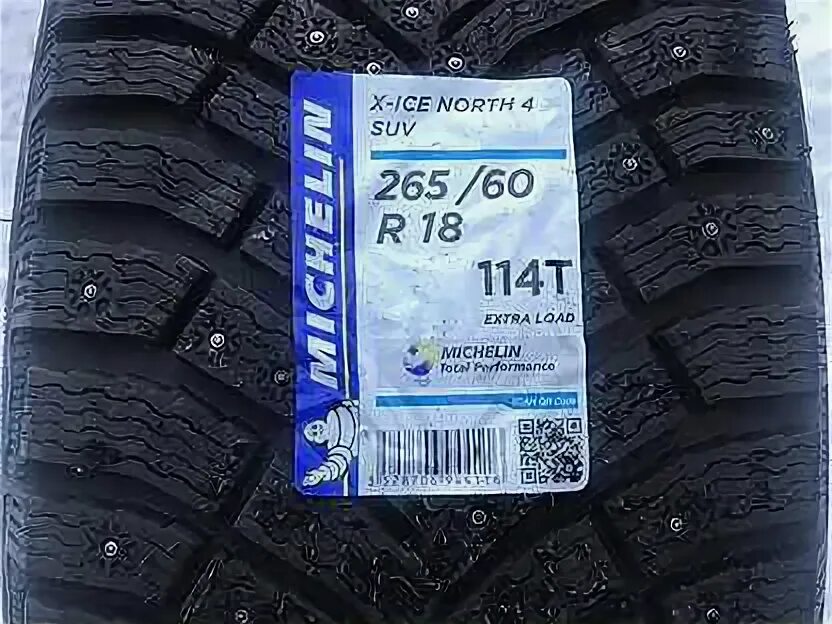 MICHELIN
X-ICE NORTH 4
SUV
265/60
R 18
114T
EXTRA LOAD
MICHELIN
Total Performance